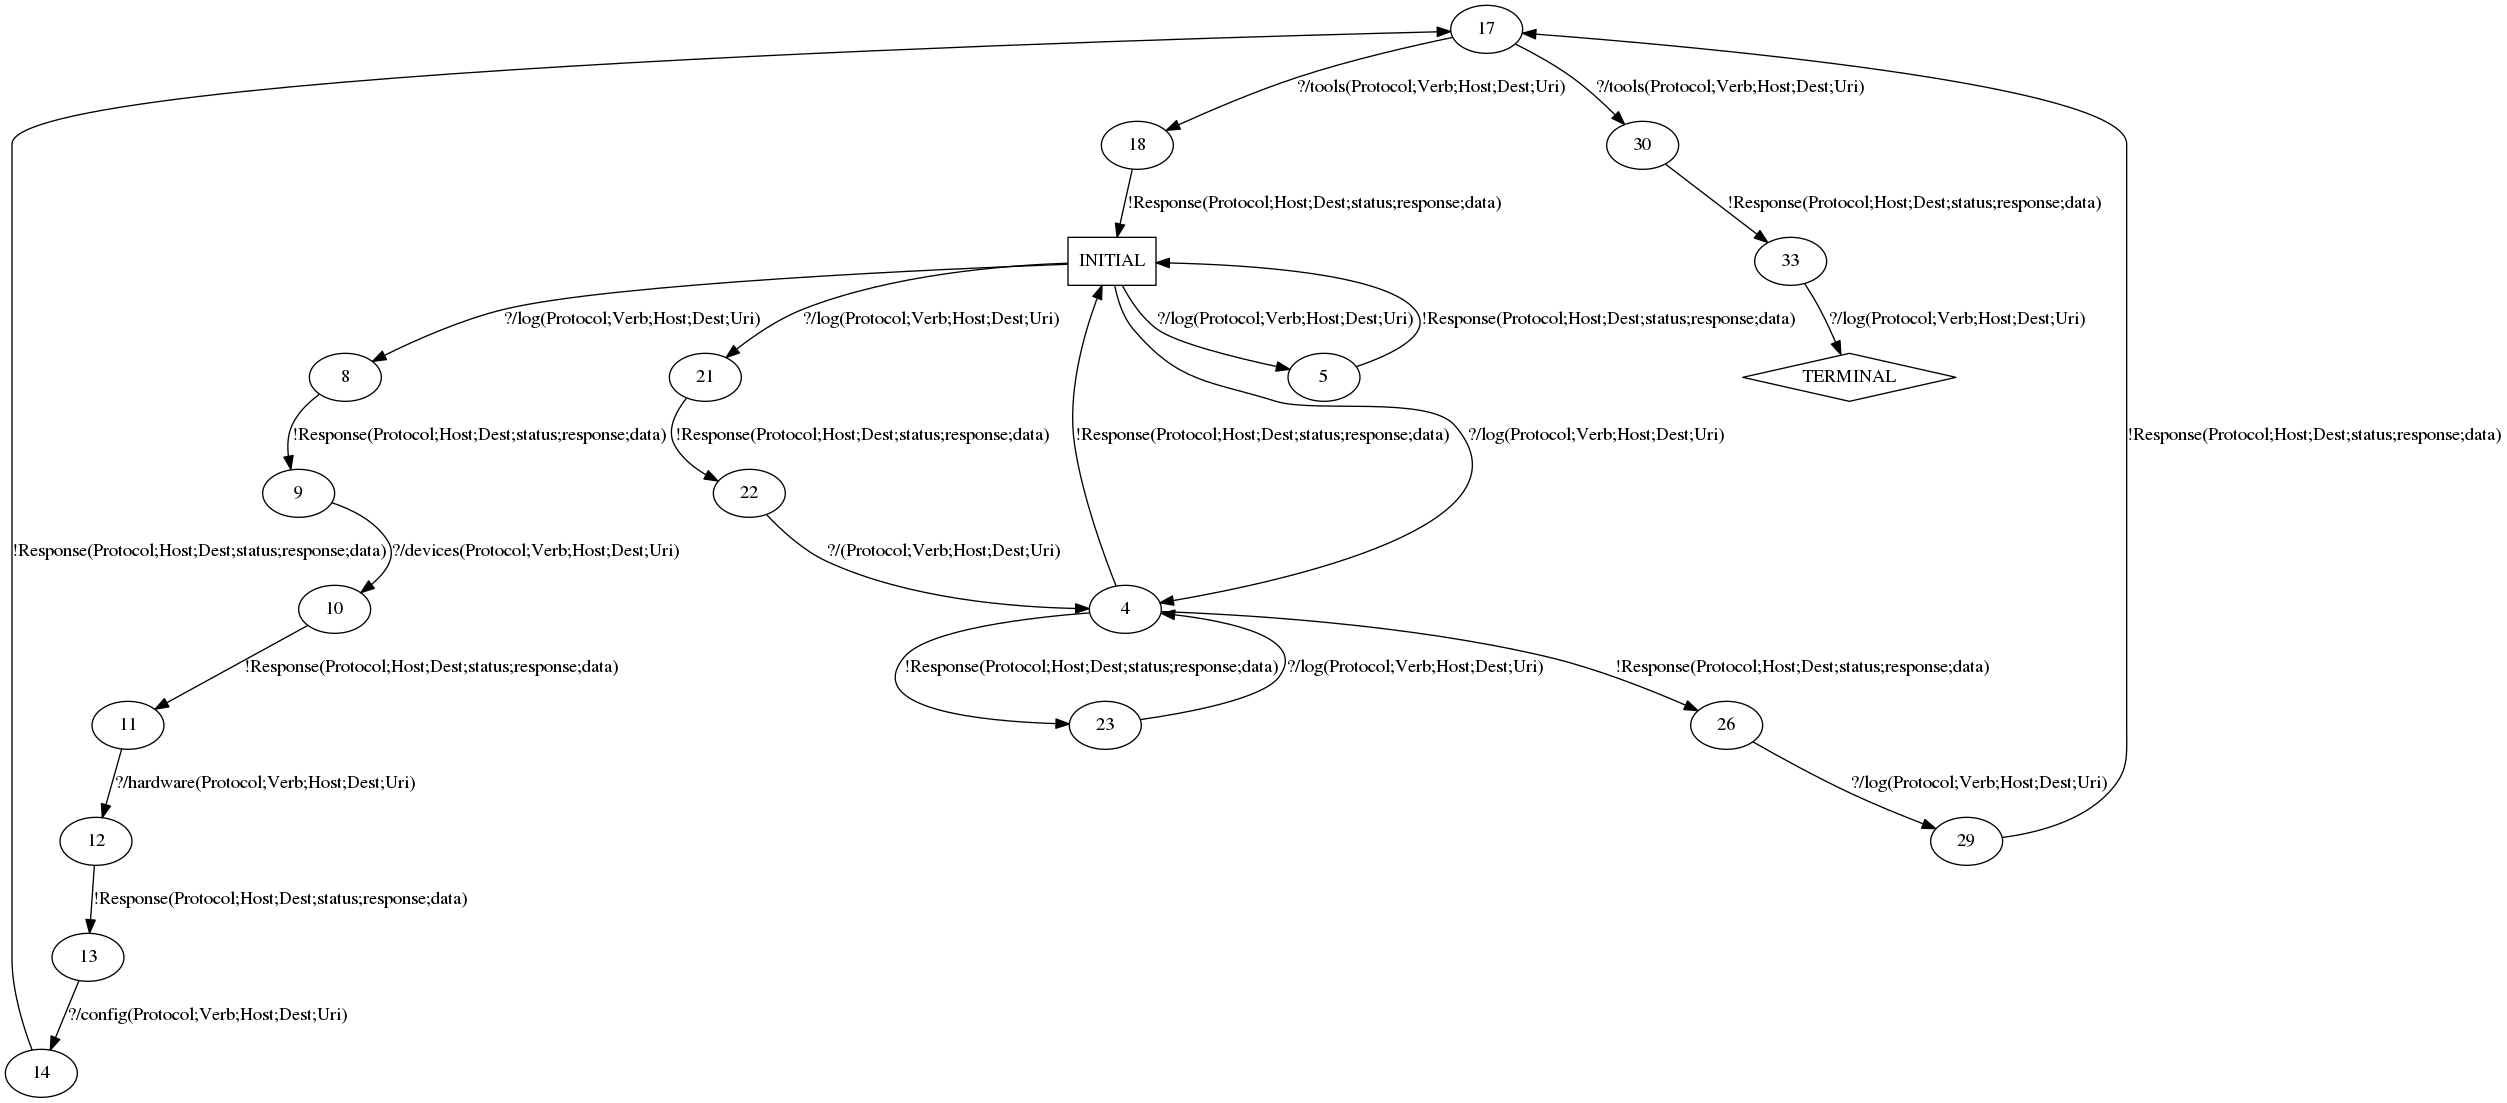 17
?/tools(Protocol;Verb;Host;Dest;Uri)
?/tools(Protocol;Verb;Host;Dest;Uri)
18
30
!Response(Protocol;Host;Dest;status;response;data)
!Response(Protocol;Host;Dest;status;response;data)
INITIAL
33
?/log(Protocol;Verb;Host;Dest;Uri)
?/log(Protocol;Verb;Host;Dest;Uri)
?/log(Protocol;Verb;Host;Dest;Uri)
!Response(Protocol;Host;Dest;status;response;data)
?/log(Protocol;Verb;Host;Dest;Uri)
8
21
5
TERMINAL
!Response(Protocol;Host;Dest;status;response;data)
!Response(Protocol;Host;Dest;status;response;data)
!Response(Protocol;Host;Dest;status;response;data)
?/log(Protocol;Verb;Host;Dest;Uri)
!Response(Protocol;Host;Dest;status;response;data)
9
22
!Response(Protocol;Host;Dest;status;response;data)
?/devices(Protocol;Verb;Host;Dest;Uri)
?/(Protocol;Verb;Host;Dest;Uri)
10
4
!Response(Protocol;Host;Dest;status;response;data)
!Response(Protocol;Host;Dest;status;response;data)
?/log(Protocol;Verb;Host;Dest;Uri)
!Response(Protocol;Host;Dest;status;response;data)
11
23
26
?/hardware(Protocol;Verb;Host;Dest;Uri)
?/log(Protocol;Verb;Host;Dest;Uri)
12
29
!Response(Protocol;Host;Dest;status;response;data)
13
?/config(Protocol;Verb;Host;Dest;Uri)
14